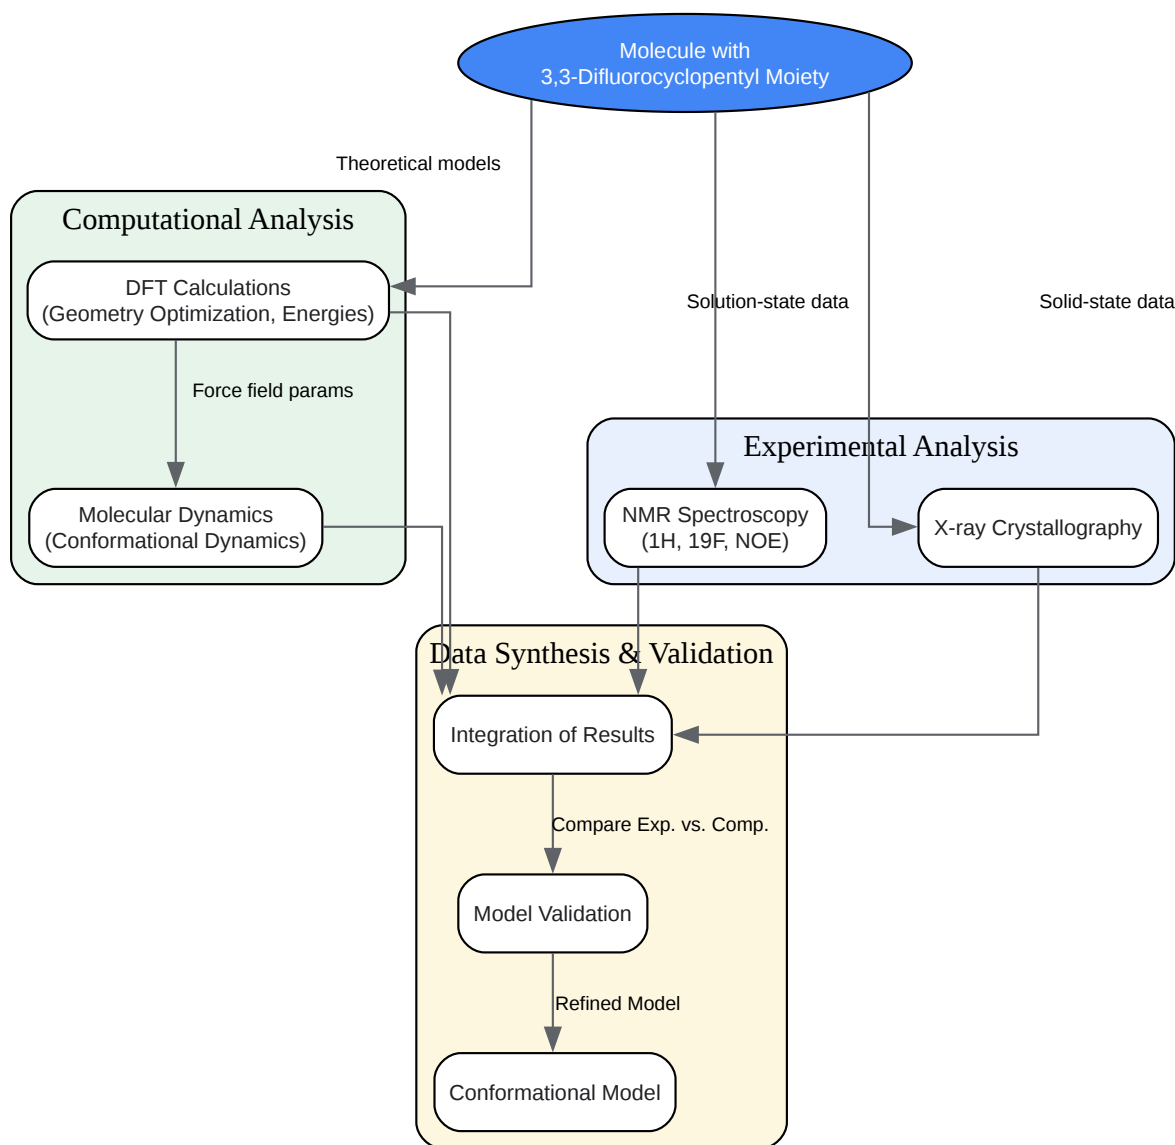 Molecule with
3,3-Difluorocyclopentyl Moiety
Theoretical models
Computational Analysis
DFT Calculations
(Geometry Optimization, Energies)
Solution-state data
Solid-state data
Force field params
Experimental Analysis
Molecular Dynamics
(Conformational Dynamics)
NMR Spectroscopy
(1H, 19F, NOE)
X-ray Crystallography
Data Synthesis & Validation
Integration of Results
Compare Exp. vs. Comp.
Model Validation
Refined Model
Conformational Model